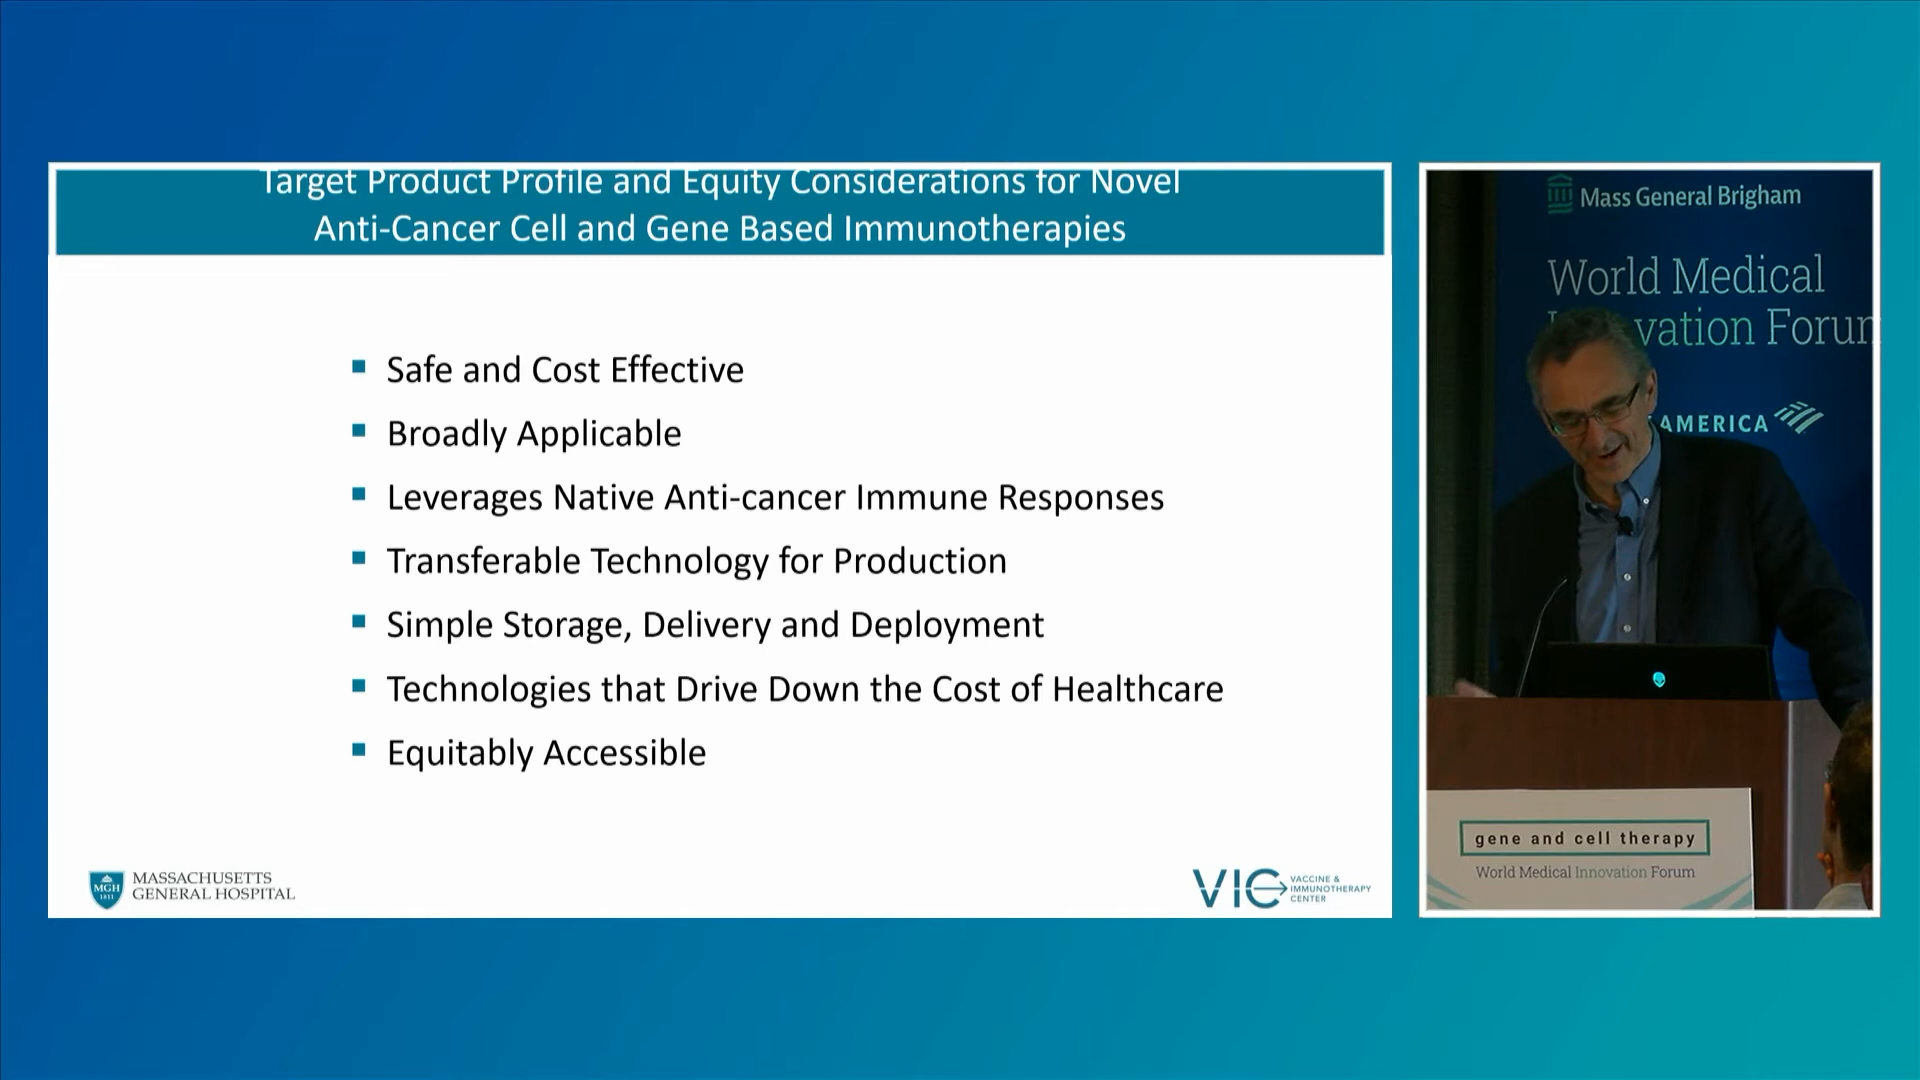 Target Product Profile and Equity Considerations for Novel
Anti-Cancer Cell and Gene Based Immunotherapies
Safe and Cost Effective
Broadly Applicable
Leverages Native Anti-cancer Immune Responses
Transferable Technology for Production
Simple Storage, Delivery and Deployment
Technologies that Drive Down the Cost of Healthcare
Equitably Accessible
MGH
1811
MASSACHUSETTS
GENERAL HOSPITAL
VIC
VACCINE &
IMMUNOTHERAPY
CENTER
Mass General Brigham
World Medical
vation Forum
AMERICA
gene and cell therapy
World Medical Innovation Forum